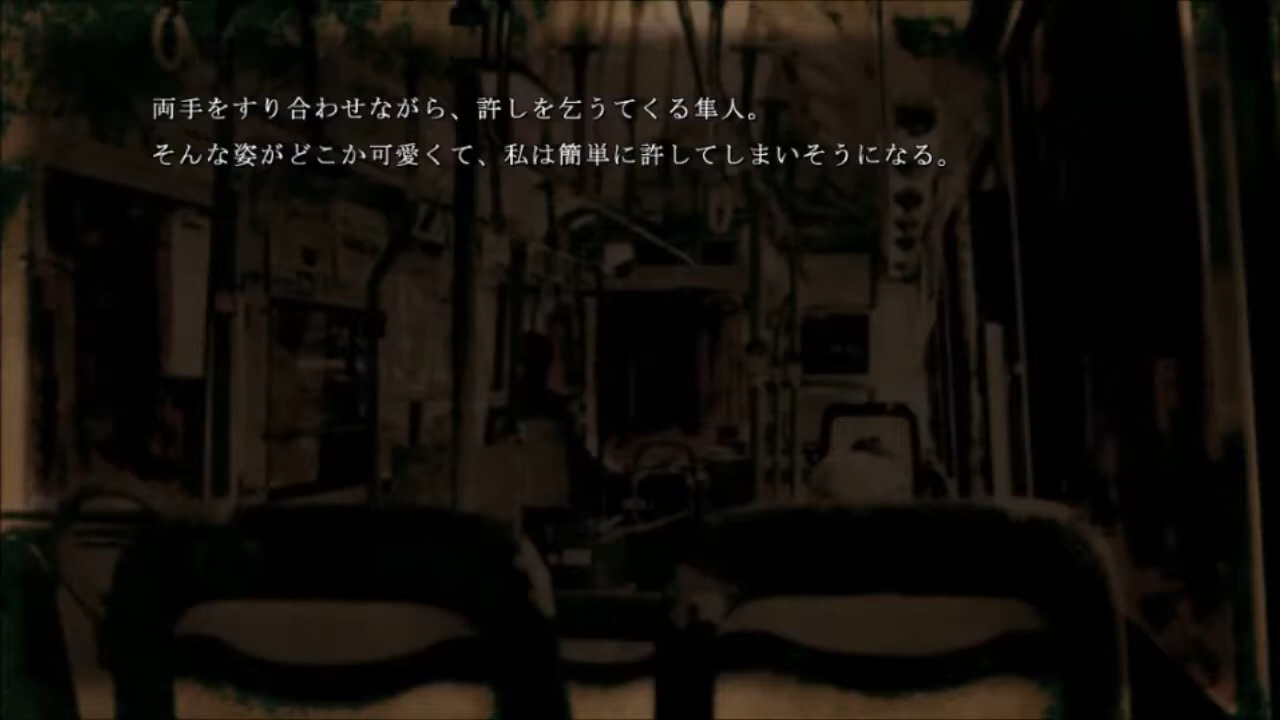 両手をすり合わせながら、許しを乞うてくる隼人。
そんな姿がどこか可愛くて、私は簡単に許してしまいそうになる。